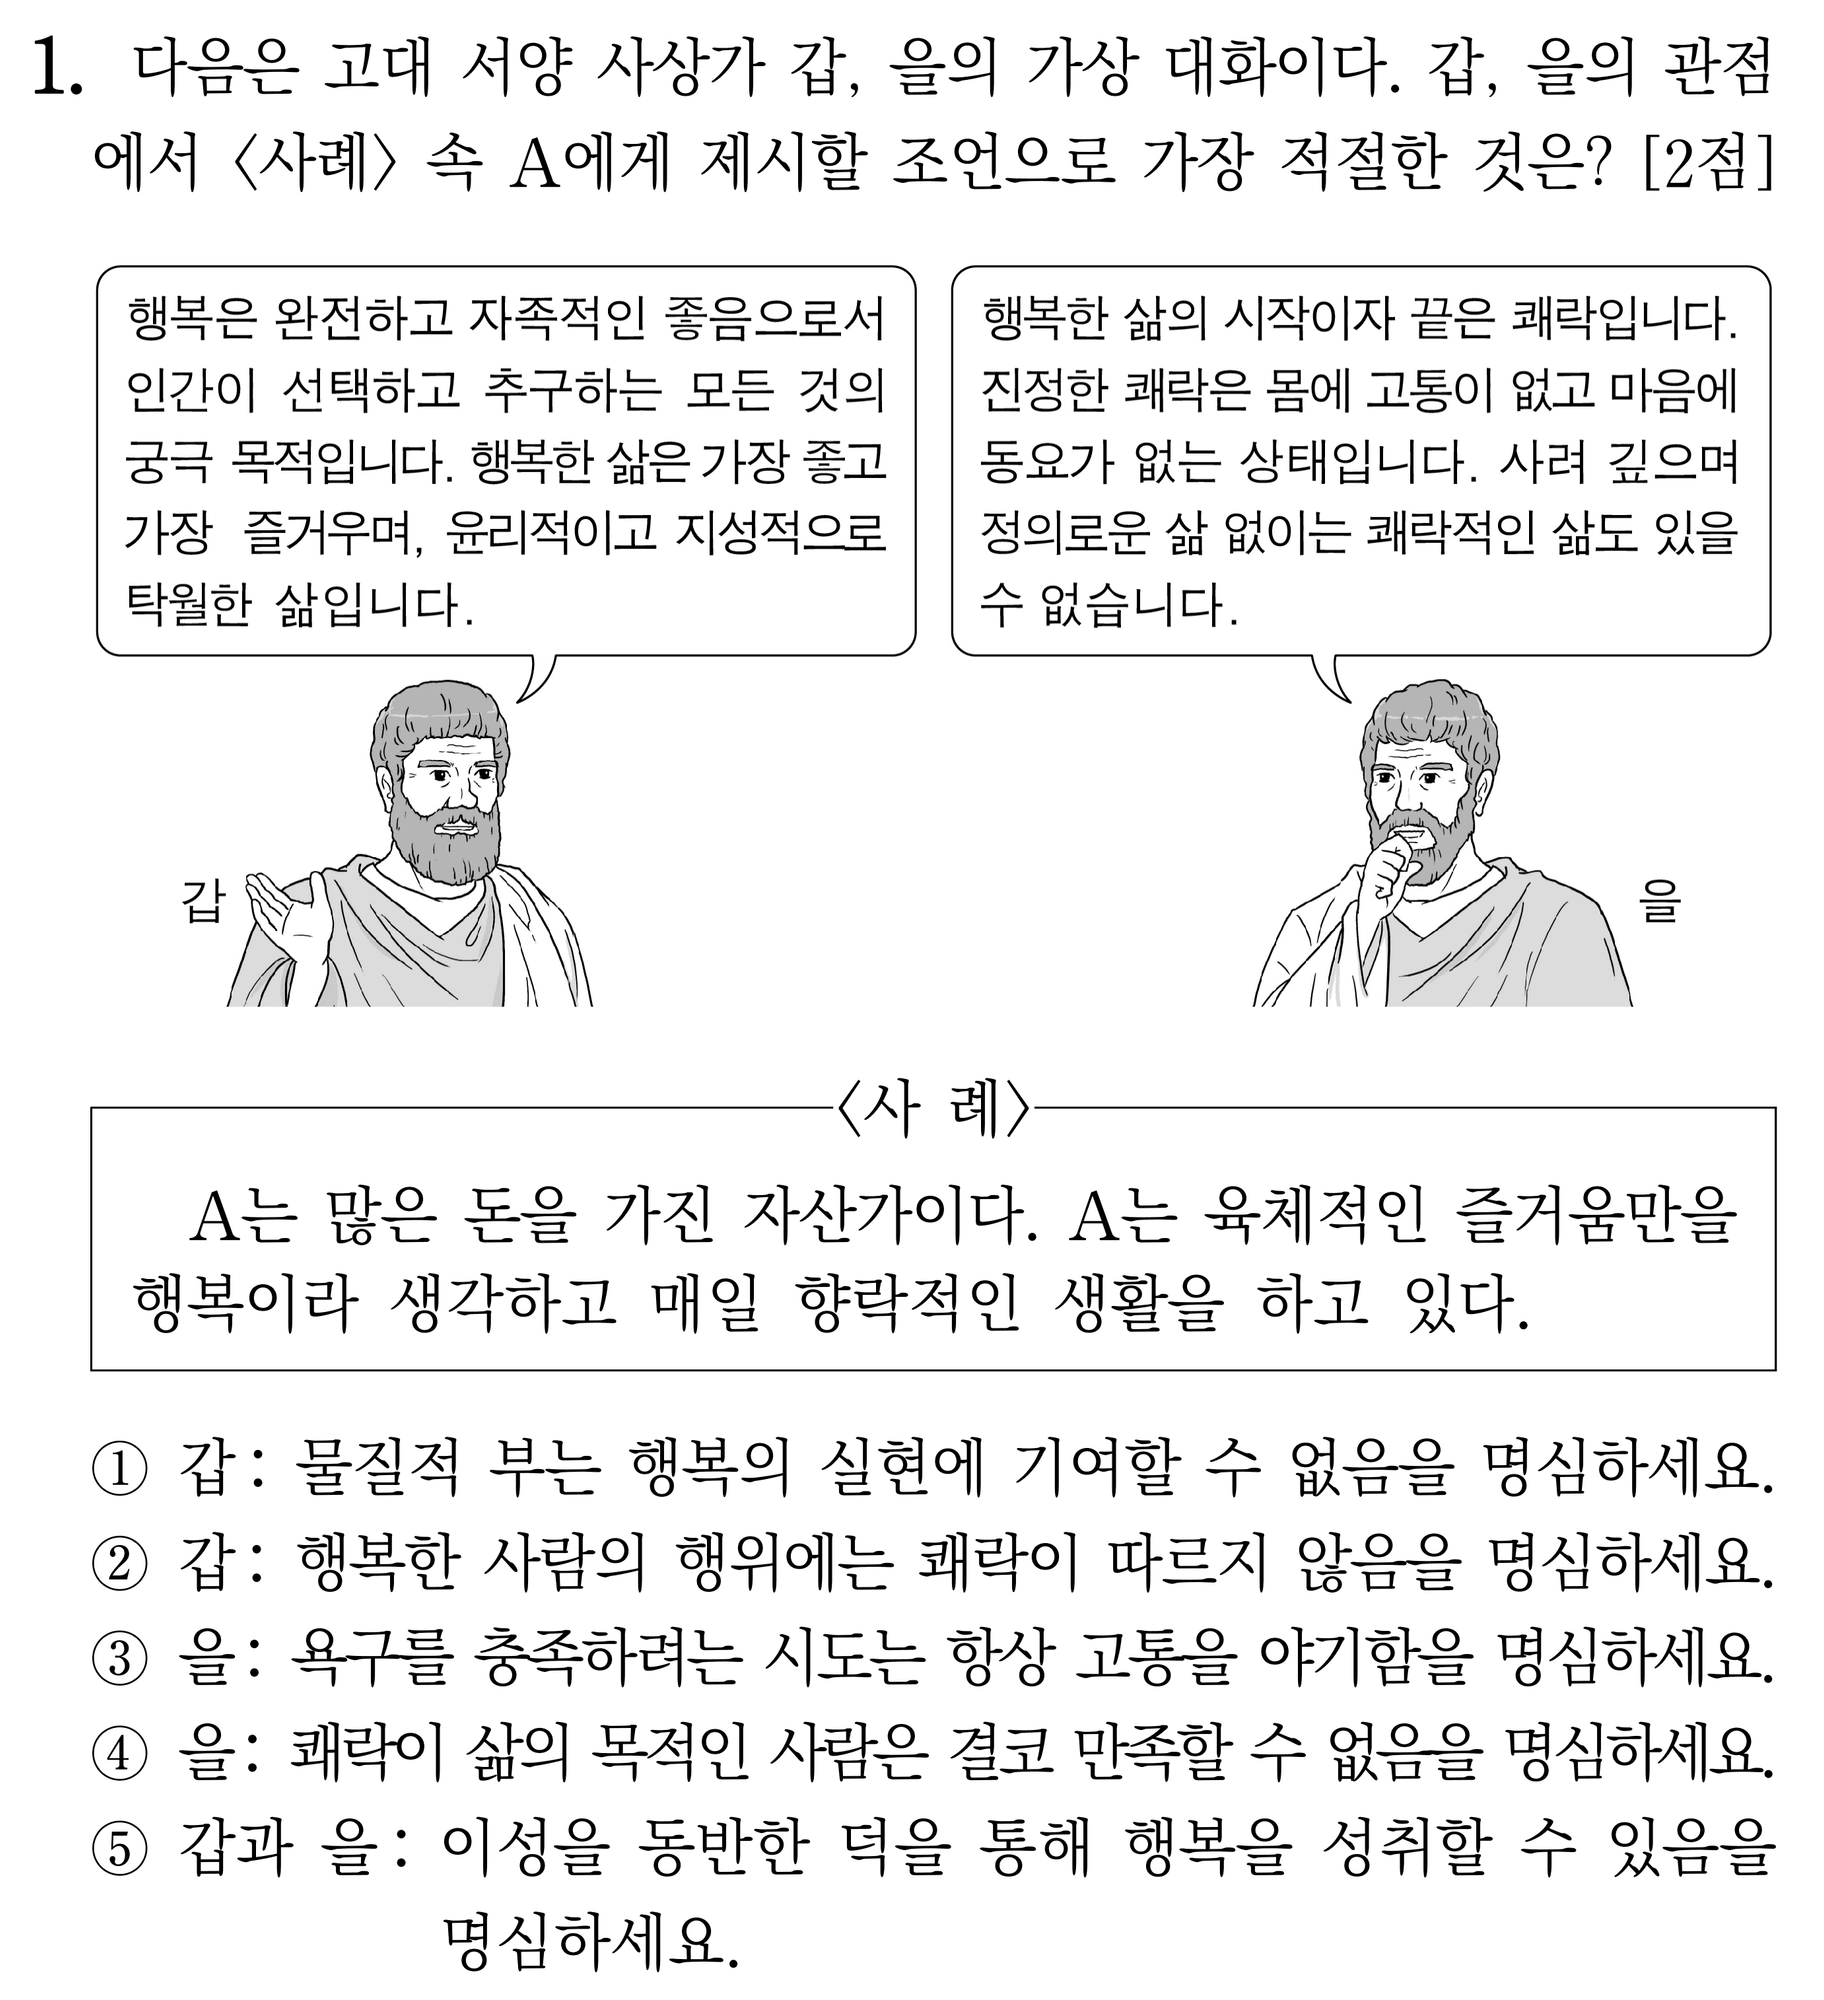 1. 다음은 고대 서양 사상가 갑, 을의 가상 대화이다. 갑, 을의 관점
에서 〈사례〉 속 A에게 제시할 조언으로 가장 적절한 것은? [2점]
행복은 완전하고 자족적인 좋음으로서
인간이 선택하고 추구하는 모든 것의
궁극 목적입니다. 행복한 삶은 가장 좋고
가장 즐거우며, 윤리적이고 지성적으로
탁월한 삶입니다.
행복한 삶의 시작이자 끝은 쾌락입니다.
진정한 쾌락은 몸에 고통이 없고 마음에
동요가 없는 상태입니다. 사려 깊으며
정의로운 삶 없이는 쾌락적인 삶도 있을
수 없습니다.
갑
을
〈사 례〉
A는 많은 돈을 가진 자산가이다. A는 육체적인 즐거움만을
행복이라 생각하고 매일 향락적인 생활을 하고 있다.
① 갑: 물질적 부는 행복의 실현에 기여할 수 없음을 명심하세요.
② 갑: 행복한 사람의 행위에는 쾌락이 따르지 않음을 명심하세요.
③ 을: 욕구를 충족하려는 시도는 항상 고통을 야기함을 명심하세요.
④ 을: 쾌락이 삶의 목적인 사람은 결코 만족할 수 없음을 명심하세요.
⑤ 갑과 을: 이성을 동반한 덕을 통해 행복을 성취할 수 있음을
명심하세요.